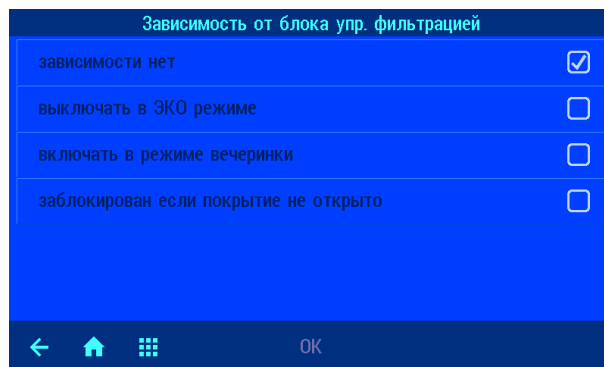 Зависимость от блока упр. фильтрацией
зависимости нет
выключать в ЭКО режиме
включать в режиме вечеринки
заблокирован если покрытие не открыто
OK